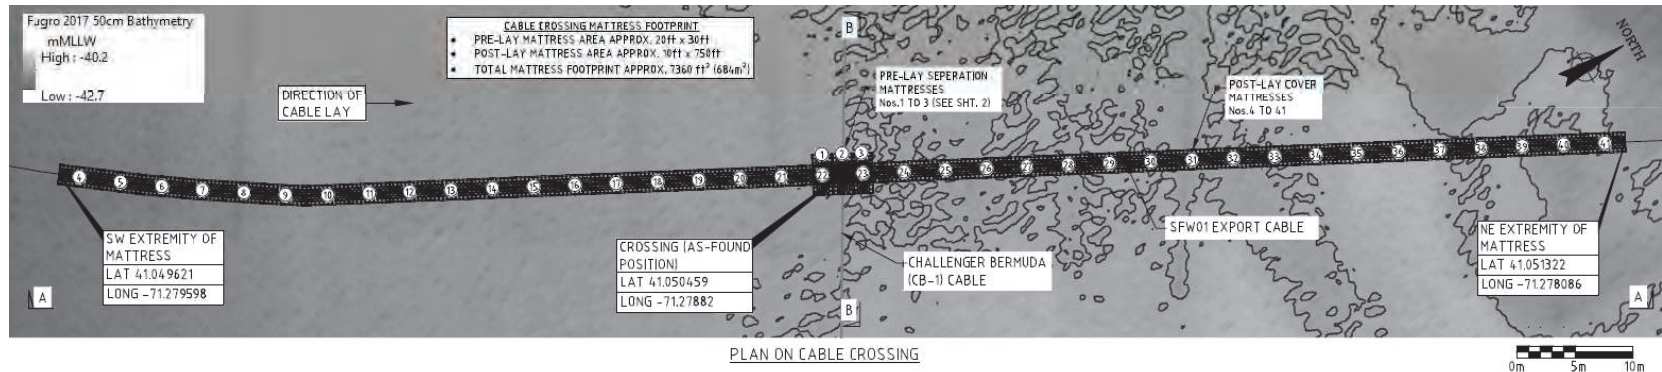 Fugro 2017 50cm Bathymetry
mMLLW
High : -40.2
Low : -42.7
CABLE CROSSING MATTRESS FOOTPRINT
• PRE-LAY MATTRESS AREA APPROX. 20ft x 30ft
• POST-LAY MATTRESS AREA APPROX. 10ft x 750ft
• TOTAL MATTRESS FOOTPRINT APPROX. 7360 ft² (684m²)
DIRECTION OF
CABLE LAY
B
PRE-LAY SEPERATION
MATTRESSES
Nos.1 TO 3 (SEE SHT. 2)
POST-LAY COVER
MATTRESSES
Nos.4 TO 41
NORTH
1 2 3
4 5 6 7 8 9 10 11 12 13 14 15 16 17 18 19 20 21 22 23 24 25 26 27 28 29 30 31 32 33 34 35 36 37 38 39 40 41
SW EXTREMITY OF
MATTRESS
LAT 41.049621
LONG -71.279598
CROSSING (AS-FOUND
POSITION)
LAT 41.050459
LONG -71.27882
CHALLENGER BERMUDA
(CB-1) CABLE
SFW01 EXPORT CABLE
NE EXTREMITY OF
MATTRESS
LAT 41.051322
LONG -71.278086
A
B
A
PLAN ON CABLE CROSSING
0m 5m 10m